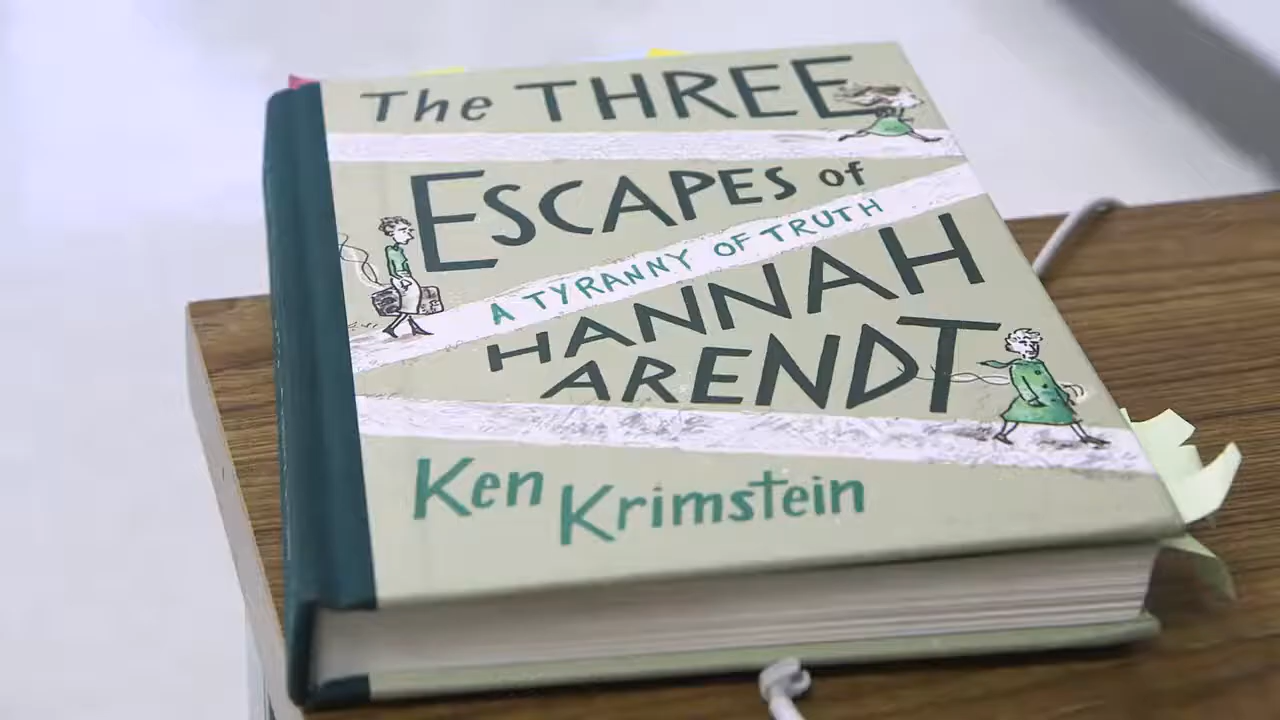 The THREE
ESCAPES of
A TYRANNY OF TRUTH
HANNAH
ARENDT
Ken Krimstein